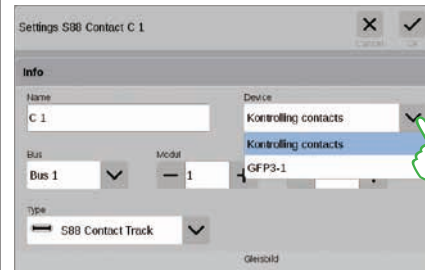 Settings S88 Contact C 1
Cancel
Info
Name
Device
C 1
Kontrolling contacts
Kontrolling contacts
Bus
Modul
Bus 1
1
GFP3-1
Type
S88 Contact Track
Gleisbild